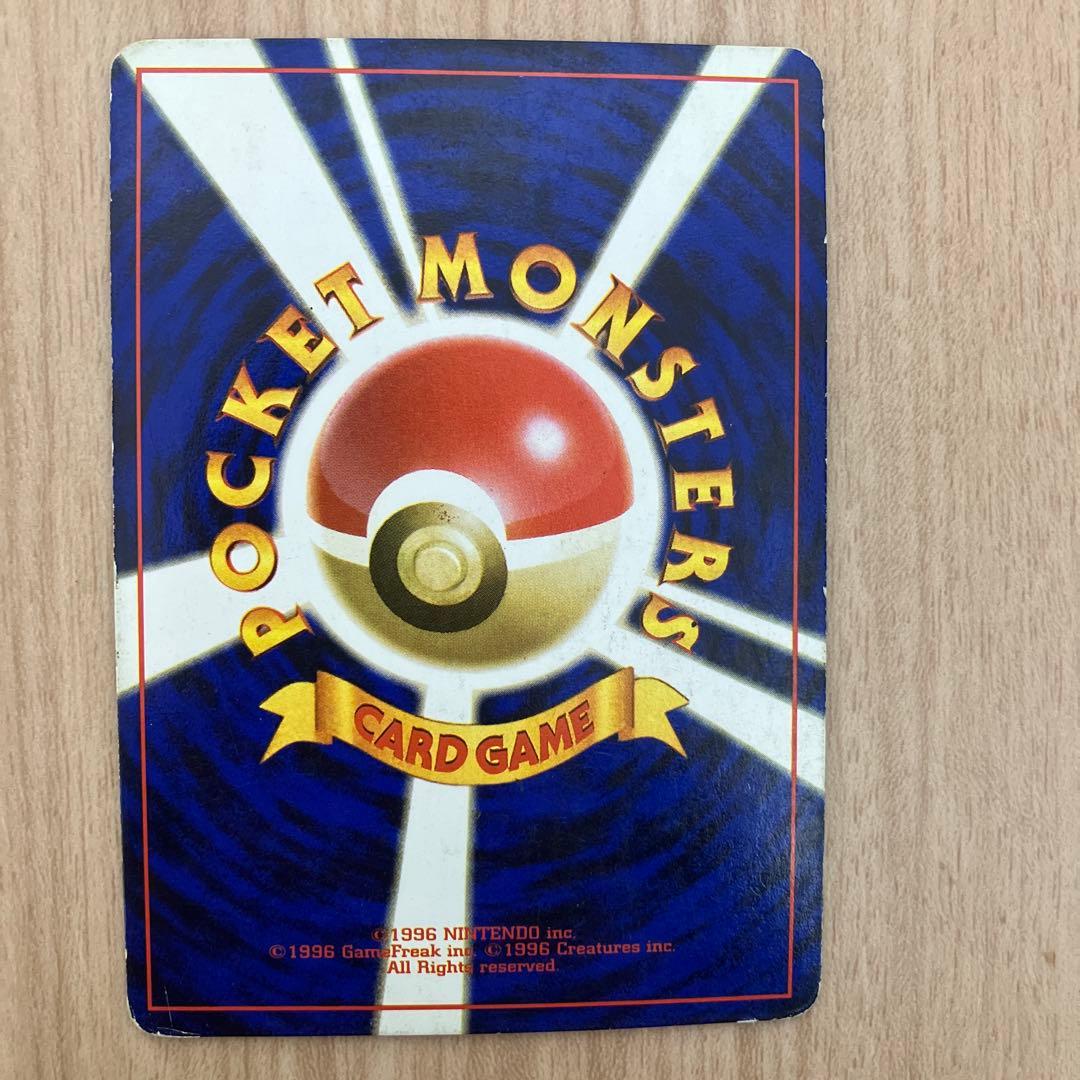 POCKET MONSTERS
CARD GAME
©1996 NINTENDO inc.
©1996 GameFreak inc. ©1996 Creatures inc.
All Rights reserved.